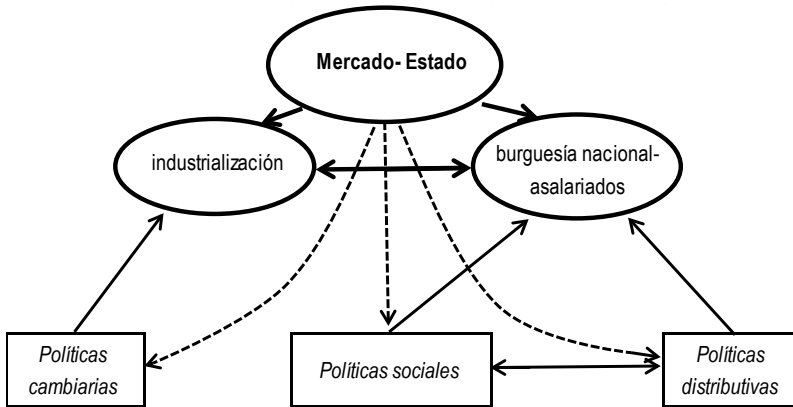 Mercado- Estado
industrialización
burguesía nacional-
asalariados
Políticas
cambiarias
Políticas sociales
Políticas
distributivas